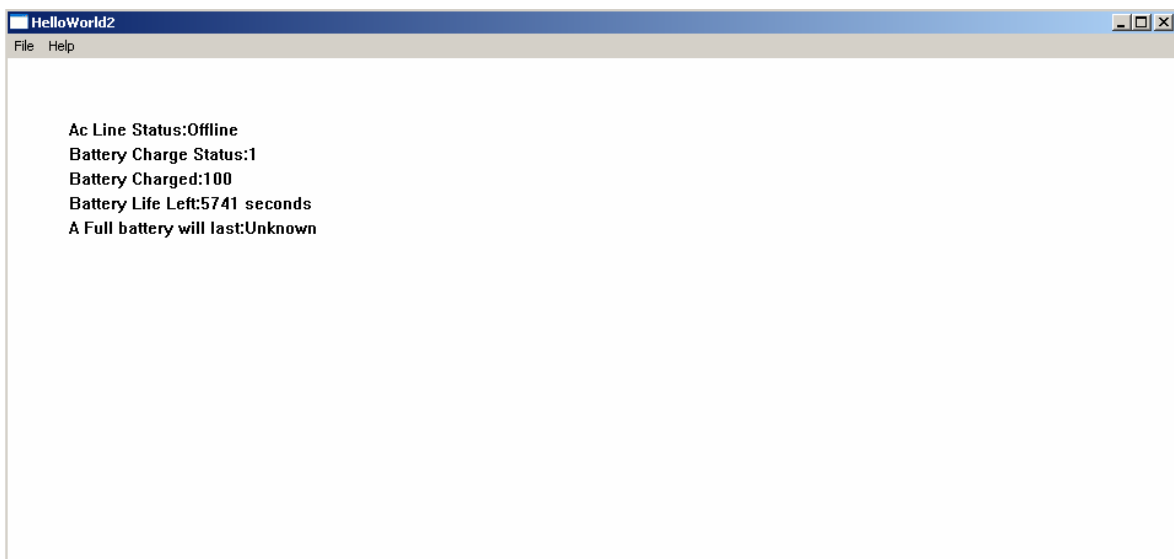 HelloWorld2
File Help
Ac Line Status:Offline
Battery Charge Status:1
Battery Charged:100
Battery Life Left:5741 seconds
A Full battery will last:Unknown